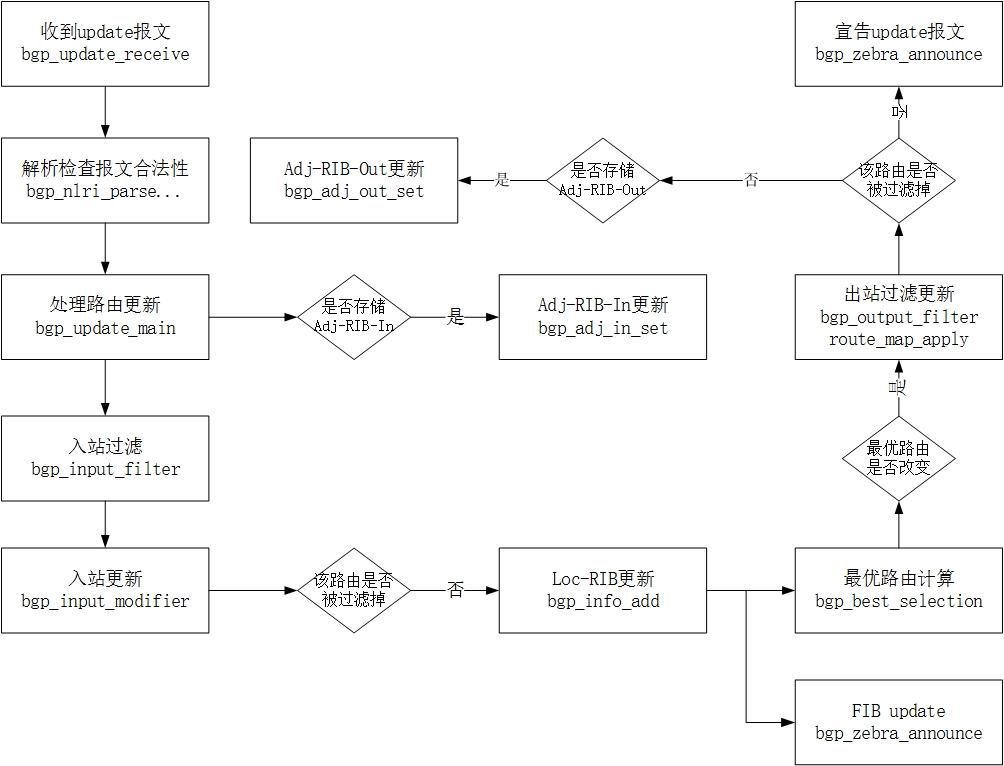 收到update报文
bgp_update_receive
宣告update报文
bgp_zebra_announce
否
解析检查报文合法性
bgp_nlri_parse...
Adj-RIB-Out更新
bgp_adj_out_set
是
是否存储
Adj-RIB-Out
否
该路由是否
被过滤掉
处理路由更新
bgp_update_main
是否存储
Adj-RIB-In
是
Adj-RIB-In更新
bgp_adj_in_set
出站过滤更新
bgp_output_filter
route_map_apply
是
入站过滤
bgp_input_filter
最优路由
是否改变
入站更新
bgp_input_modifier
该路由是否
被过滤掉
否
Loc-RIB更新
bgp_info_add
最优路由计算
bgp_best_selection
FIB update
bgp_zebra_announce